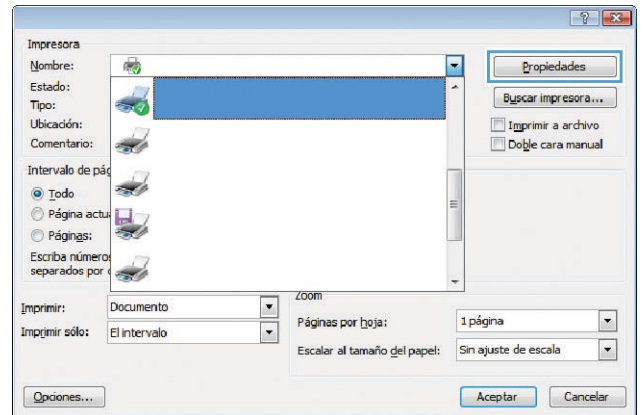 Impresora
Nombre:
Propiedades
Estado:
Buscar impresora...
Tipo:
Ubicación:
Imprimir a archivo
Comentario:
Doble cara manual
Intervalo de pág
Todo
Página actu
Páginas:
Escriba número
separados por
Imprimir:
Documento
Imprimir sólo:
El intervalo
Zoom
Páginas por hoja:
1 página
Escalar al tamaño del papel:
Sin ajuste de escala
Opciones...
Aceptar
Cancelar